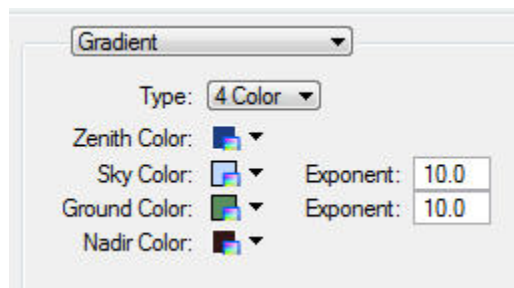 Gradient
Type: 4 Color
Zenith Color:
Sky Color: Exponent: 10.0
Ground Color: Exponent: 10.0
Nadir Color: